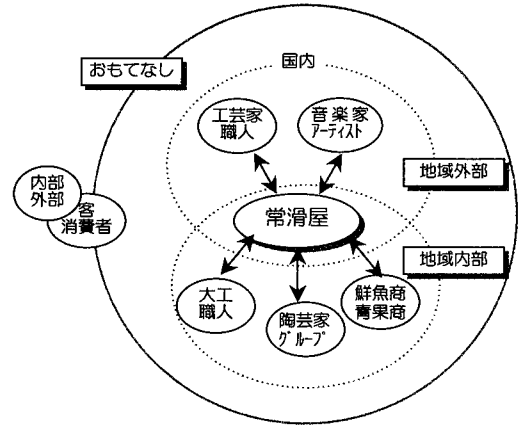 おもてなし
国内
工芸家
職人
音楽家
アーティスト
地域外部
内部
外部
客
消費者
常滑屋
地域内部
大工
職人
陶芸家
グループ
鮮魚商
青果商